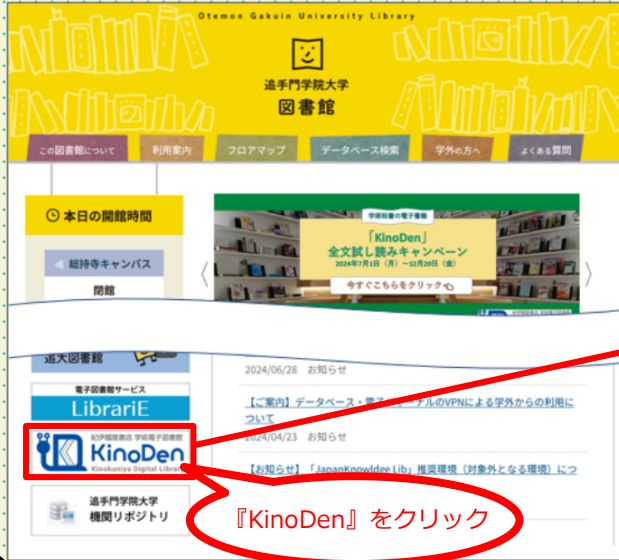 Otemon Gakuin University Library
追手門学院大学
図書館
この図書館について
利用案内
フロアマップ
データベース検索
学外の方へ
よくある質問
本日の開館時間
総持寺キャンパス
閉館
学術和書の電子書籍
「KinoDen」
全文試し読みキャンペーン
2024年7月1日（月）～12月20日（金）
今すぐこちらをクリック
追大図書館
電子図書館サービス
LibrariE
紀伊國屋書店 学術電子図書館
KinoDen
Kinokuniya Digital Library
追手門学院大学
機関リポジトリ
2024/06/28 お知らせ
【ご案内】データベース・電子ジャーナルのVPNによる学外からの利用に
ついて
2024/04/23 お知らせ
【お知らせ】「JapanKnowldge Lib」推奨環境（対象外となる環境）につ
『KinoDen』をクリック